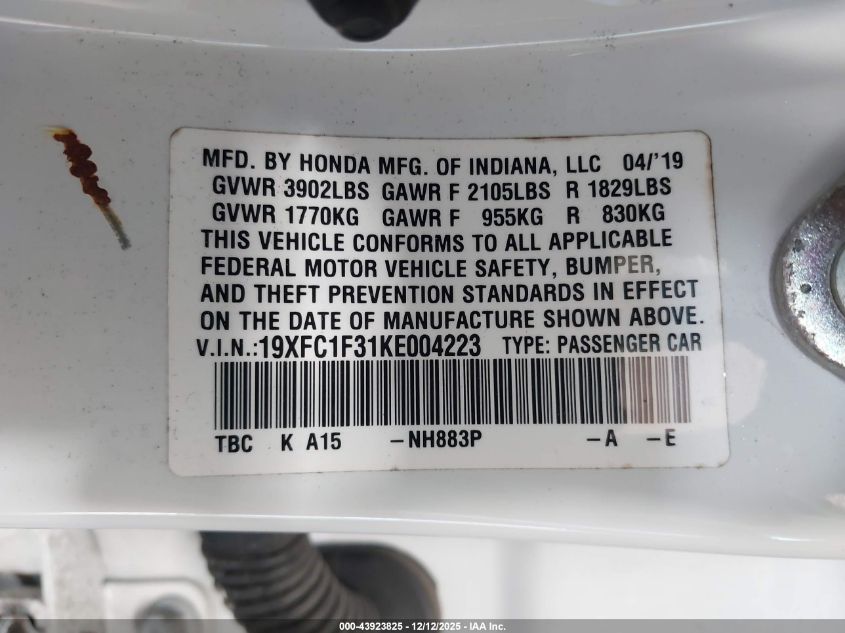 MFD. BY HONDA MFG. OF INDIANA, LLC 04/'19
GVWR 3902LBS GAWR F 2105LBS R 1829LBS
GVWR 1770KG GAWR F 955KG R 830KG
THIS VEHICLE CONFORMS TO ALL APPLICABLE
FEDERAL MOTOR VEHICLE SAFETY, BUMPER,
AND THEFT PREVENTION STANDARDS IN EFFECT
ON THE DATE OF MANUFACTURE SHOWN ABOVE.
V.I.N.:19XFC1F31KE004223 TYPE: PASSENGER CAR
TBC K A15 –NH883P –A –E
000-43923825 • 12/12/2025 – IAA Inc.